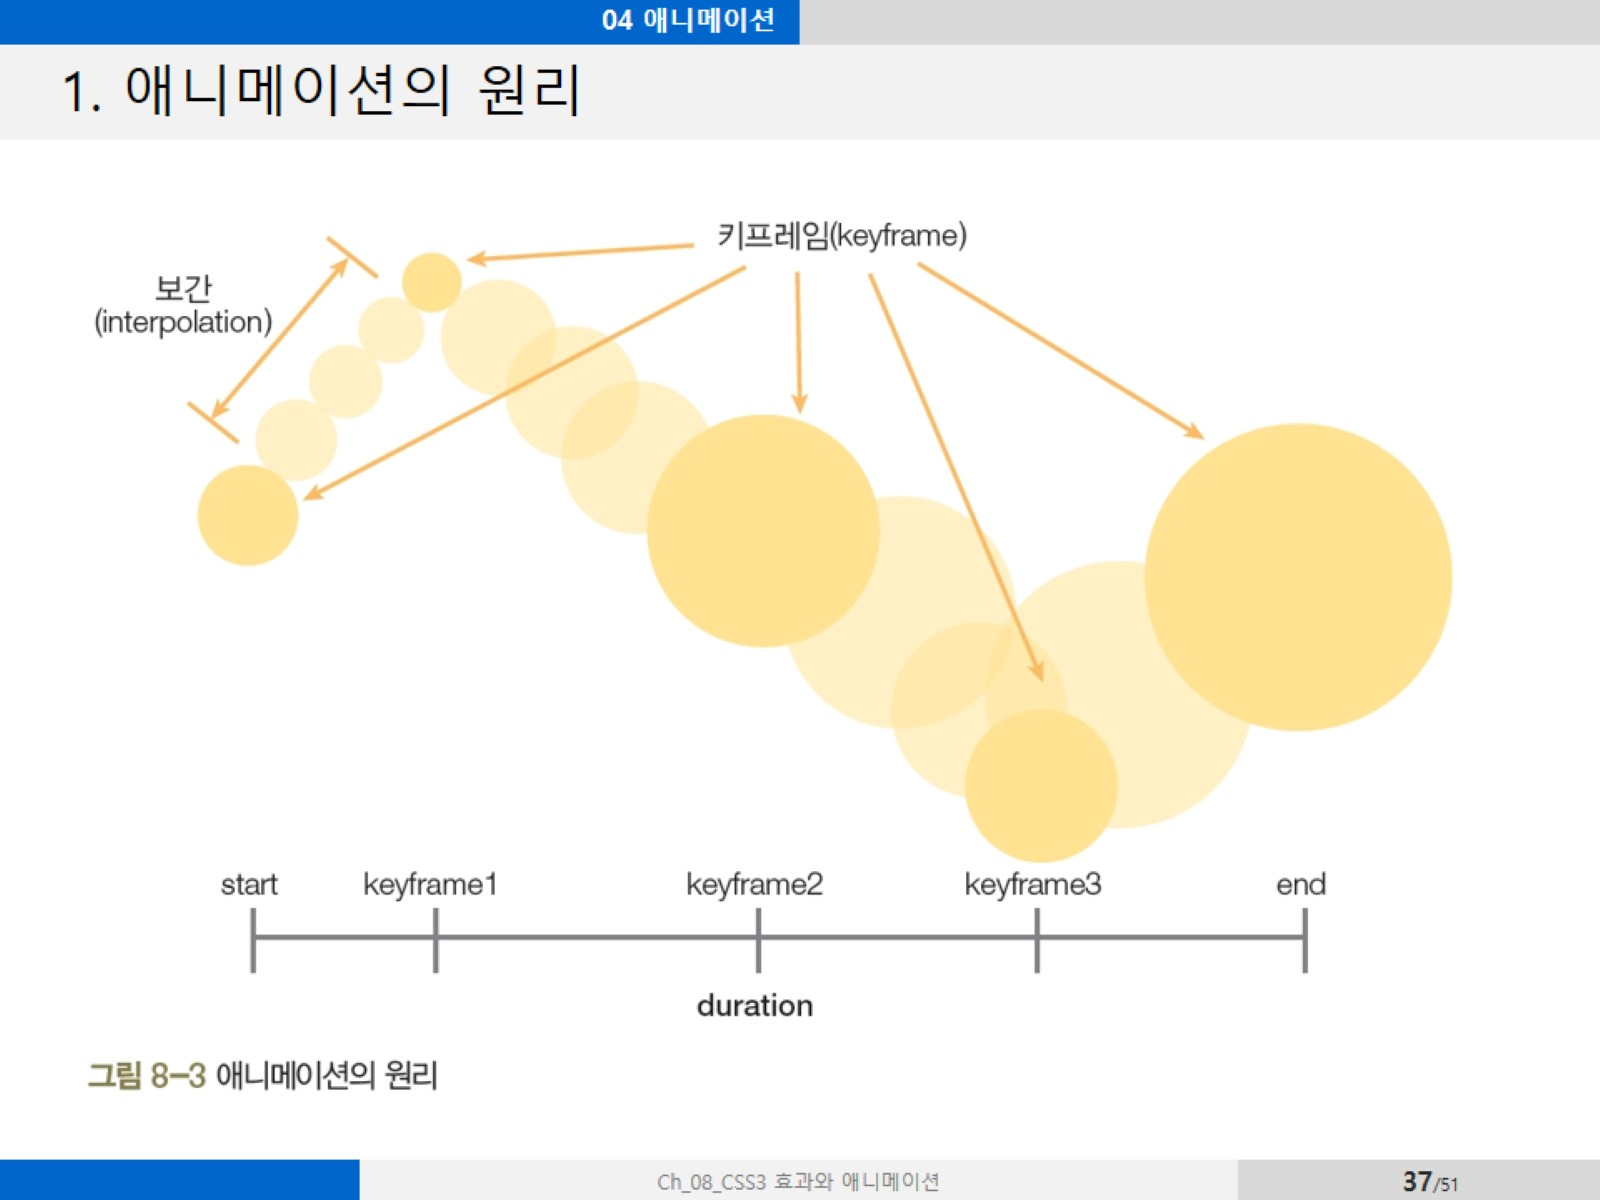 04 애니메이션
1. 애니메이션의 원리
키프레임(keyframe)
보간
(interpolation)
start keyframe1 keyframe2 keyframe3 end
duration
그림 8-3 애니메이션의 원리
Ch_08_CSS3 효과와 애니메이션
37/51